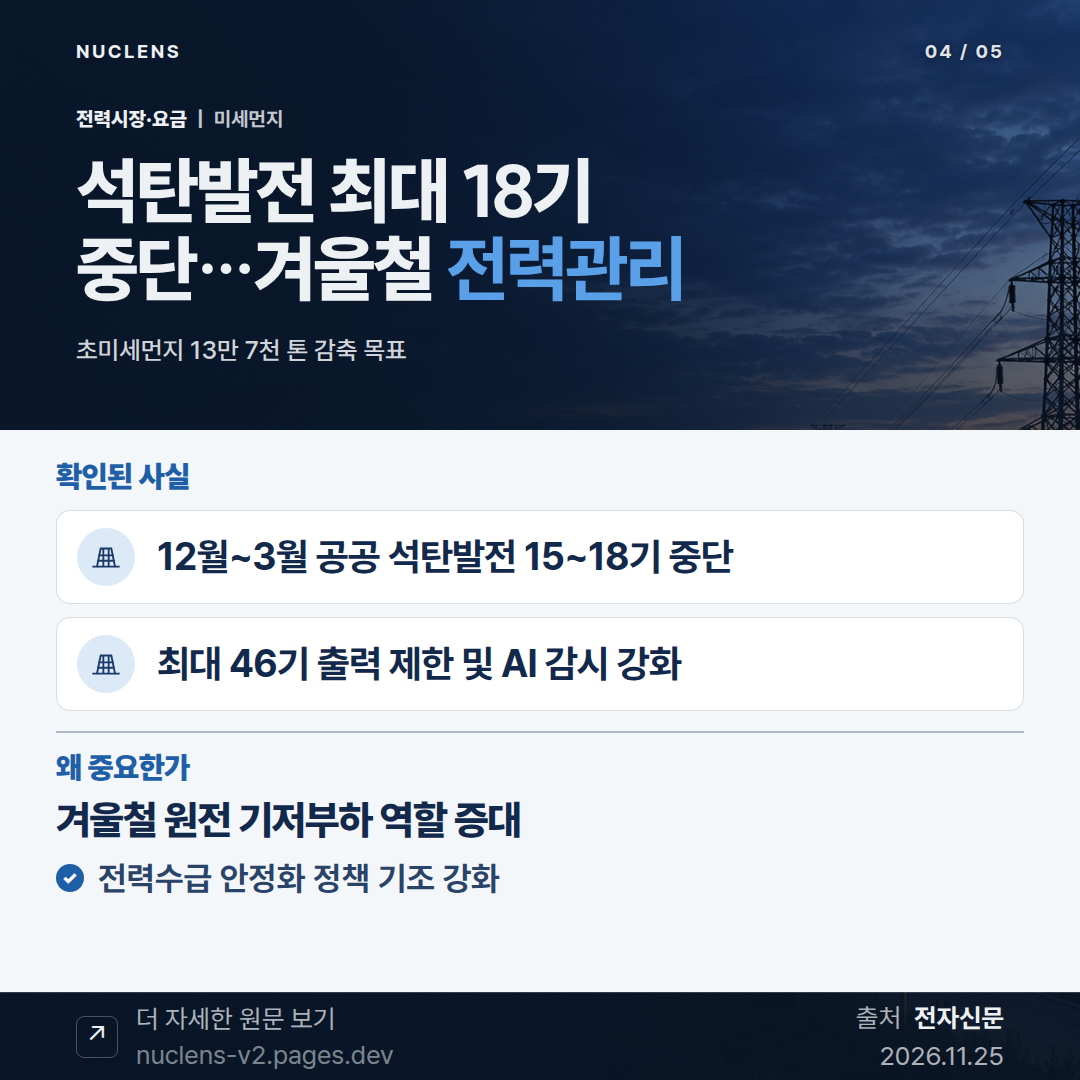 NUCLENS
04 / 05
전력시장·요금 | 미세먼지
석탄발전 최대 18기
중단…겨울철 전력관리
초미세먼지 13만 7천 톤 감축 목표
확인된 사실
12월~3월 공공 석탄발전 15~18기 중단
최대 46기 출력 제한 및 AI 감시 강화
왜 중요한가
겨울철 원전 기저부하 역할 증대
전력수급 안정화 정책 기조 강화
더 자세한 원문 보기
nuclens-v2.pages.dev
출처 전자신문
2026.11.25